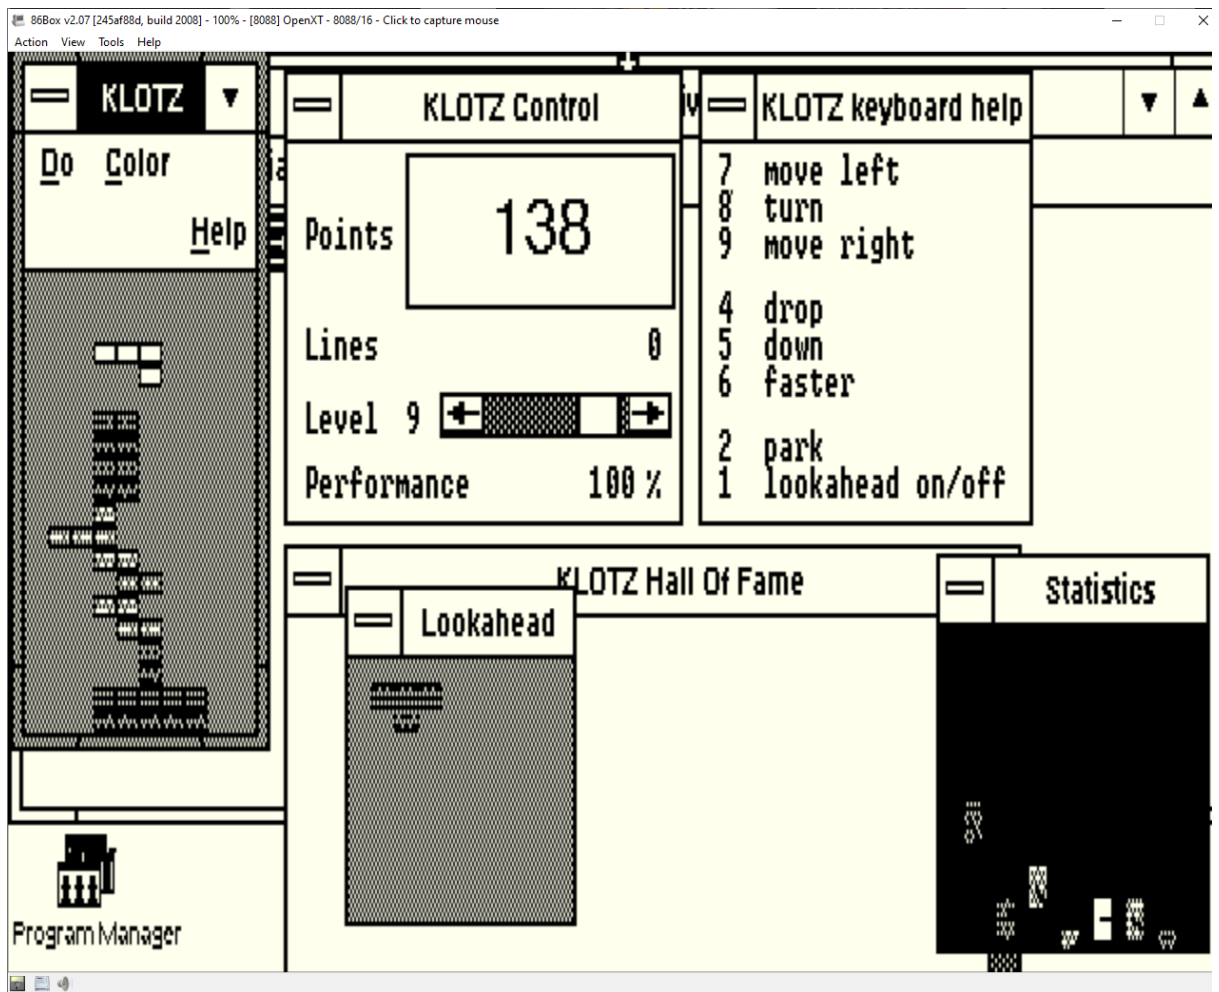 86Box v2.07 [245af88d, build 2008] - 100% - [8088] OpenXT - 8088/16 - Click to capture mouse
Action View Tools Help
KLOTZ
Do Color
Help
KLOTZ Control
Points 138
Lines 0
Level 9
Performance 100 %
KLOTZ keyboard help
7 move left
8 turn
9 move right
4 drop
5 down
6 faster
2 park
1 lookahead on/off
KLOTZ Hall Of Fame
Lookahead
Statistics
Program Manager